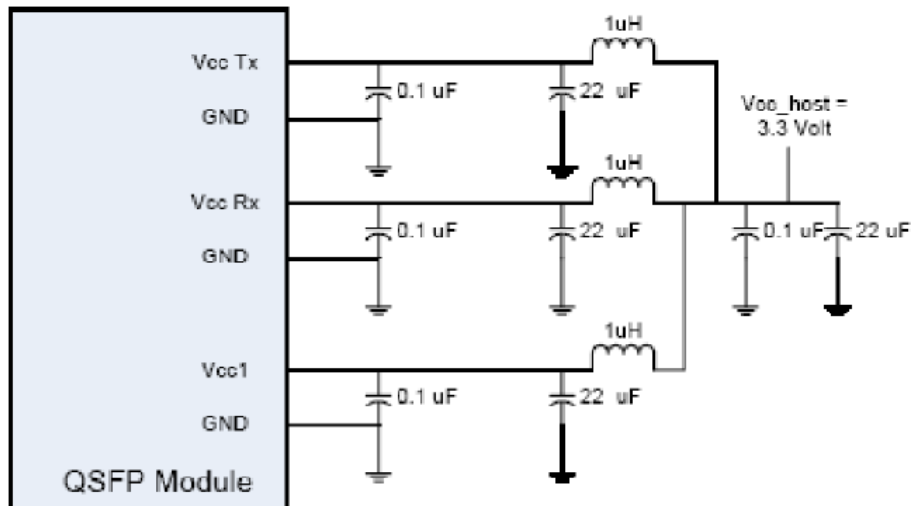 1uH
Vcc Tx
0.1 uF
22 uF
Vcc_host =
3.3 Volt
GND
1uH
Vcc Rx
0.1 uF
22 uF
0.1 uF
22 uF
GND
1uH
Vcc1
0.1 uF
22 uF
GND
QSFP Module